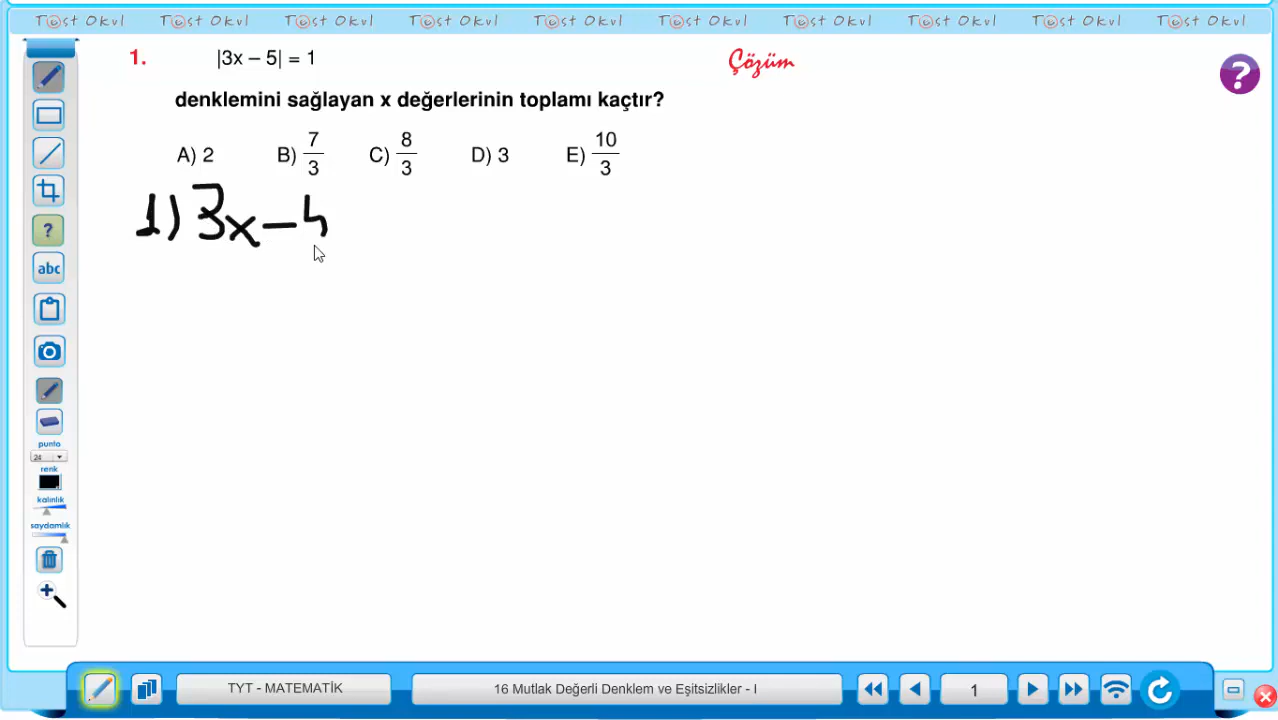 Test Okul Test Okul Test Okul Test Okul Test Okul Test Okul Test Okul Test Okul Test Okul Test Okul
1. |3x – 5| = 1
Çözüm
?
denklemini sağlayan x değerlerinin toplamı kaçtır?
A) 2 B) 7/3 C) 8/3 D) 3 E) 10/3
1) 3x –
?
abc
punto
24
renk
kalınlık
saydamlık
TYT - MATEMATİK
16 Mutlak Değerli Denklem ve Eşitsizlikler - I
1